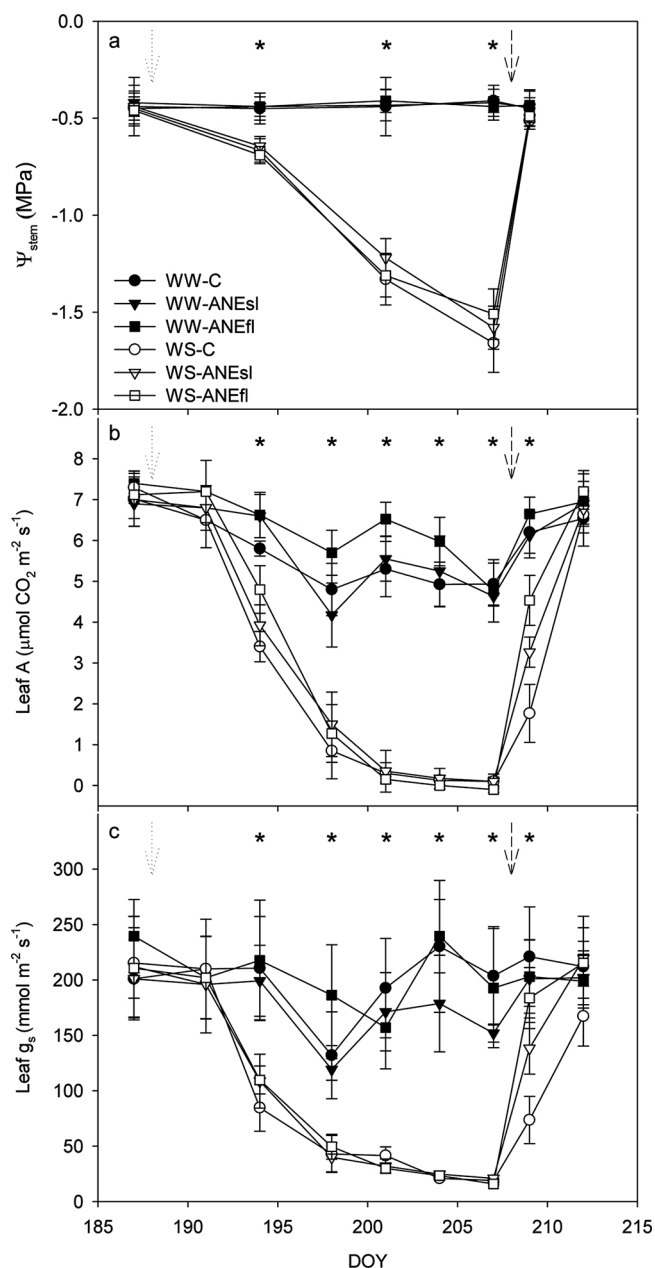 a
* * *
0.0
-0.5
-1.0
-1.5
-2.0
Ψstem (MPa)
WW-C
WW-ANEsl
WW-ANEfl
WS-C
WS-ANEsl
WS-ANEfl
b
* * * * * *
8
7
6
5
4
3
2
1
0
Leaf A (μmol CO2 m-2 s-1)
c
* * * * * *
300
250
200
150
100
50
0
Leaf gs (mmol m-2 s-1)
185 190 195 200 205 210 215
DOY